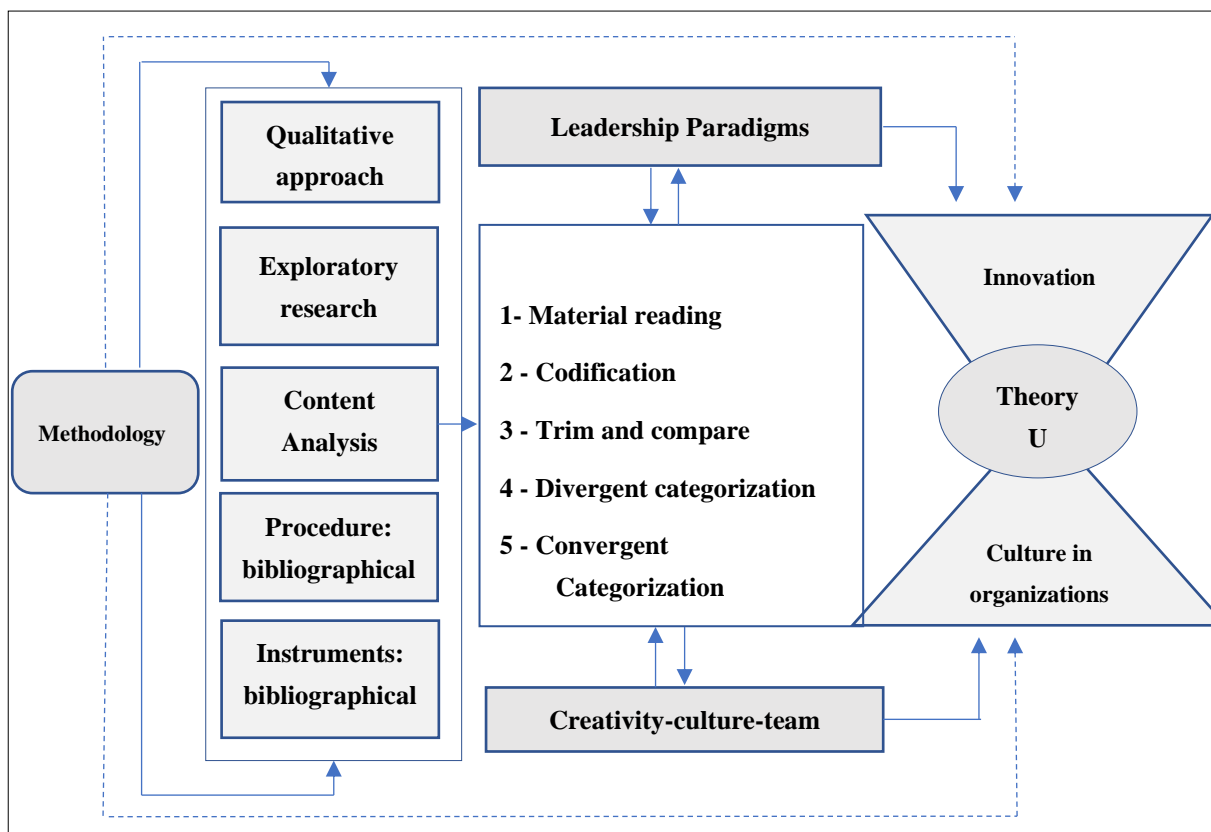 Methodology
Qualitative
approach
Exploratory
research
Content
Analysis
Procedure:
bibliographical
Instruments:
bibliographical
Leadership Paradigms
1- Material reading
2 - Codification
3 - Trim and compare
4 - Divergent categorization
5 - Convergent
Categorization
Creativity-culture-team
Innovation
Theory
U
Culture in
organizations